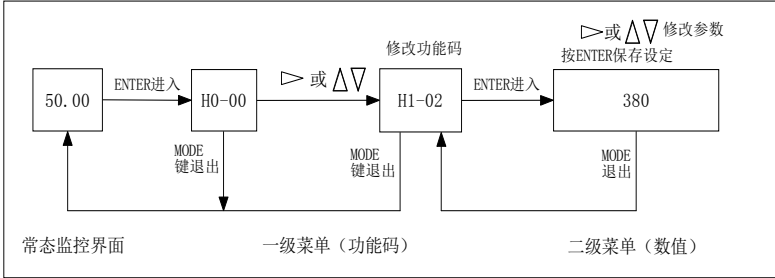 或 修改参数
修改功能码
按ENTER保存设定
ENTER进入
或
ENTER进入
50.00
H0-00
H1-02
380
MODE
键退出
MODE
键退出
MODE
退出
常态监控界面
一级菜单（功能码）
二级菜单（数值）